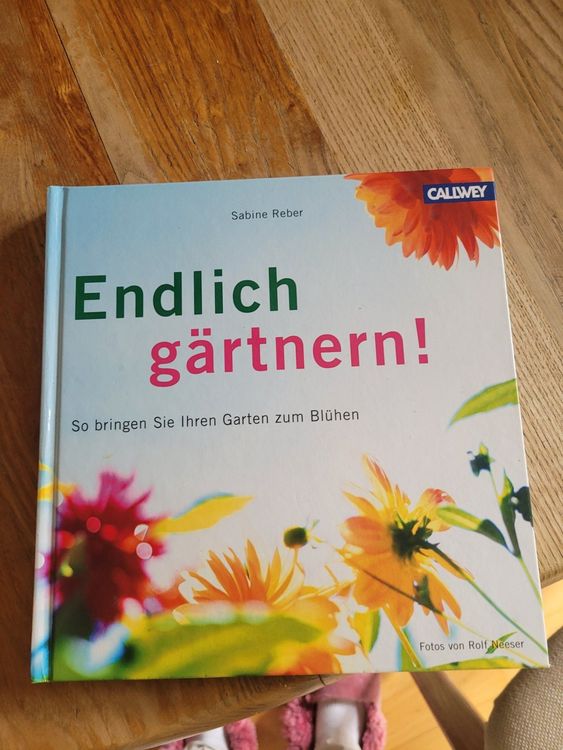 Sabine Reber
CALLWEY
Endlich
gärtnern!
So bringen Sie Ihren Garten zum Blühen
Fotos von Rolf Neeser